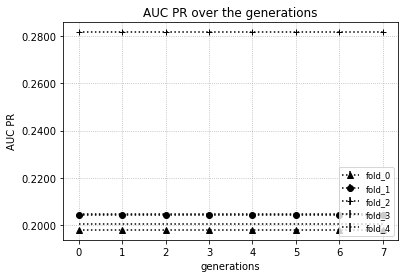 AUC PR over the generations
0.2800
0.2600
0.2400
0.2200
0.2000
AUC PR
fold_0
fold_1
fold_2
fold_3
fold_4
0 1 2 3 4 5 6 7
generations